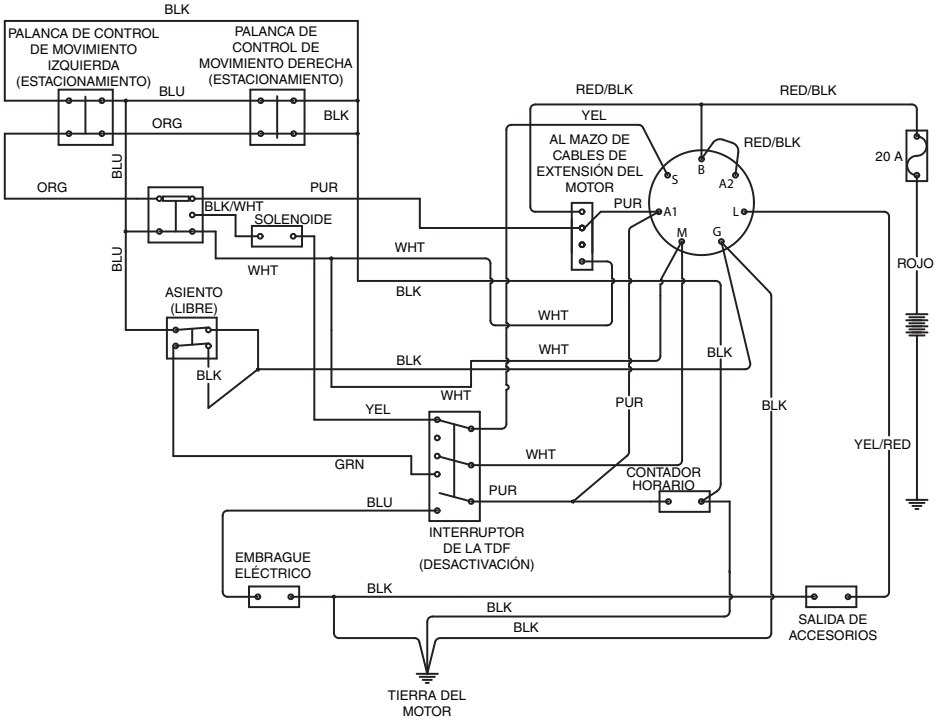 BLK
PALANCA DE CONTROL
DE MOVIMIENTO
IZQUIERDA
(ESTACIONAMIENTO)
PALANCA DE
CONTROL DE
MOVIMIENTO DERECHA
(ESTACIONAMIENTO)
BLU
BLK
ORG
BLU
ORG
PUR
BLK/WHT
SOLENOIDE
WHT
WHT
BLU
BLK
RED/BLK
RED/BLK
YEL
AL MAZO DE
CABLES DE
EXTENSIÓN DEL
MOTOR
RED/BLK
20 A
B
S
A2
PUR
A1
L
M
G
ROJO
ASIENTO
(LIBRE)
WHT
WHT
BLK
BLK
BLK
WHT
PUR
BLK
YEL
YEL/RED
GRN
WHT
CONTADOR
HORARIO
PUR
BLU
INTERRUPTOR
DE LA TDF
(DESACTIVACIÓN)
EMBRAGUE
ELÉCTRICO
BLK
BLK
BLK
SALIDA DE
ACCESORIOS
TIERRA DEL
MOTOR